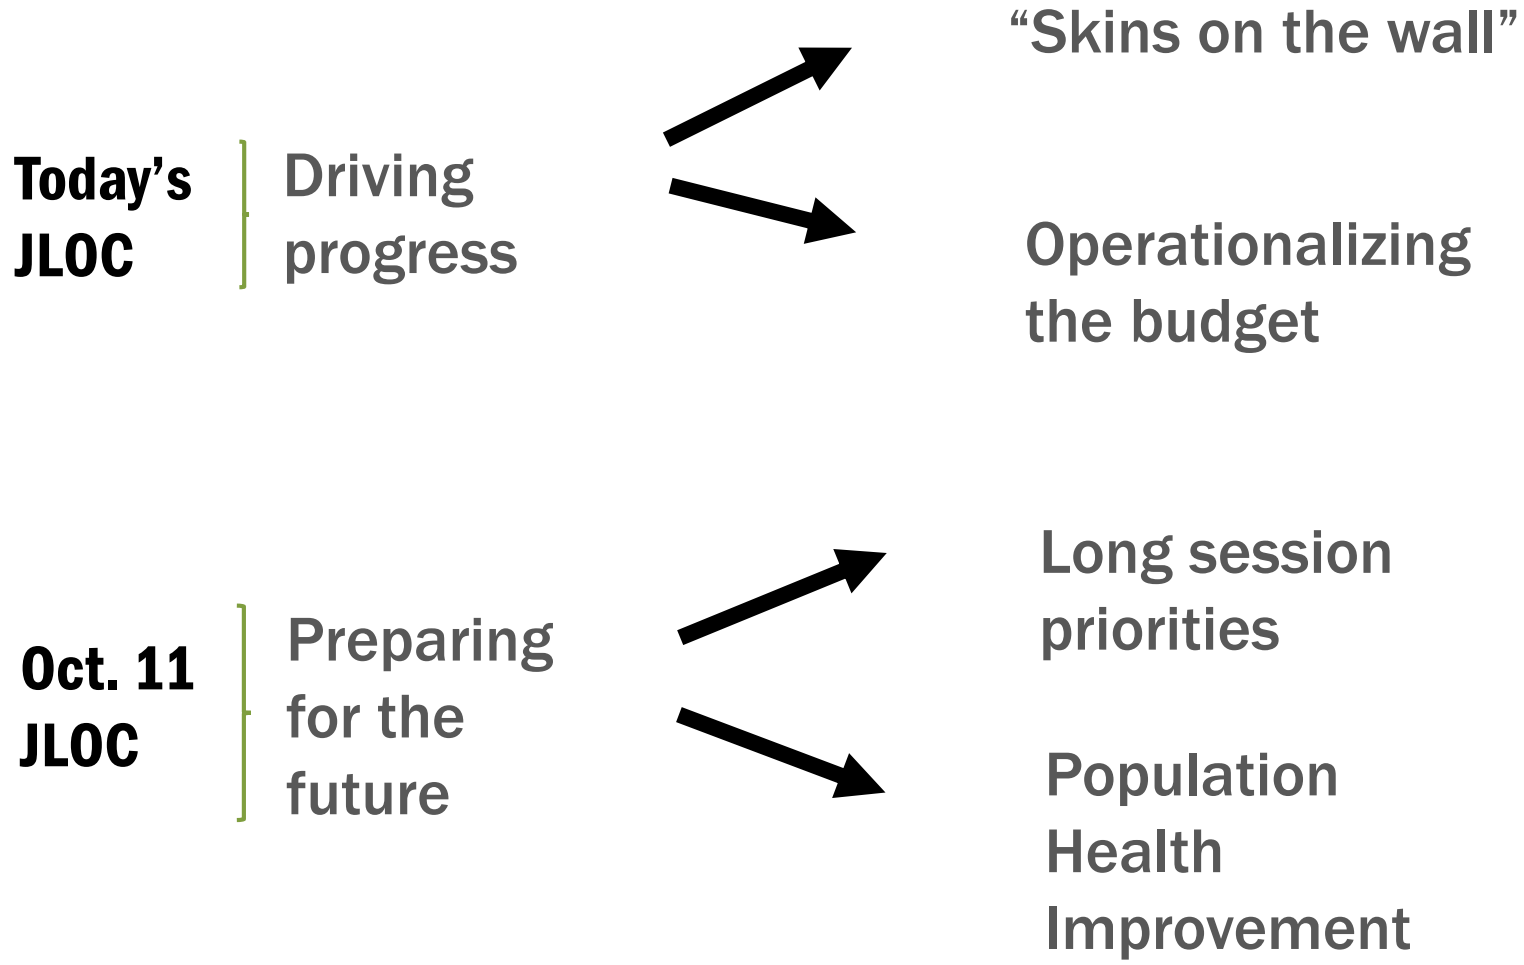 “Skins on the wall”
Today’s
JLOC
Driving
progress
Operationalizing
the budget
Oct. 11
JLOC
Preparing
for the
future
Long session
priorities
Population
Health
Improvement